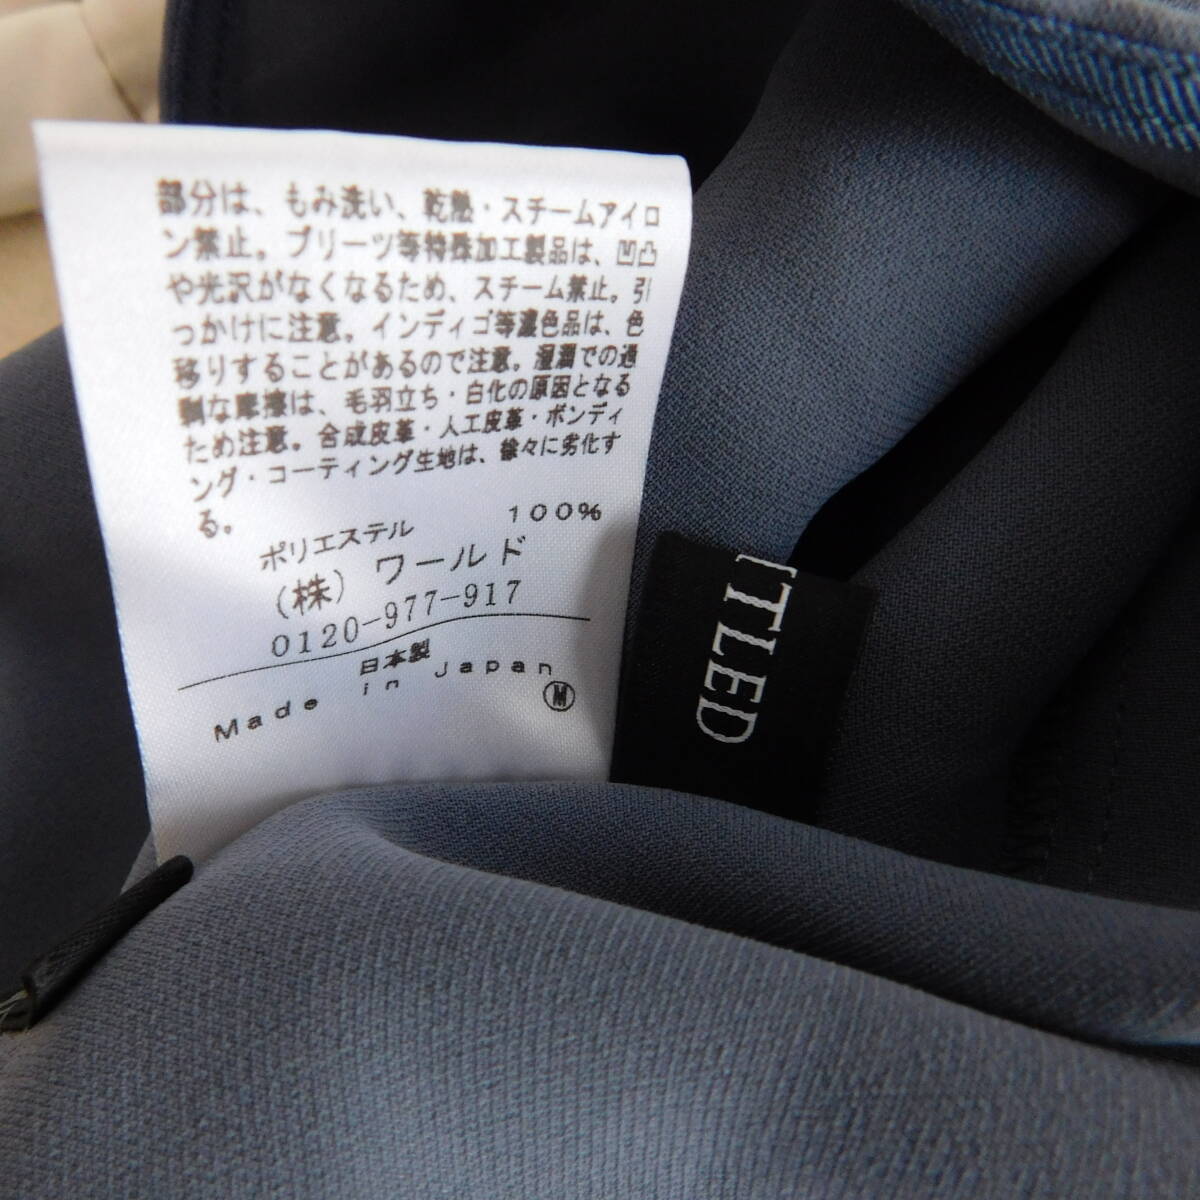 部分は、もみ洗い、乾熱・スチームアイロ
ン禁止。プリーツ等特殊加工製品は、凹凸
や光沢がなくなるため、スチーム禁止。引
っかけに注意。インディゴ等濃色品は、色
移りすることがあるので注意。湿潤での過
剰な摩擦は、毛羽立ち・白化の原因となる
ため注意。合成皮革・人工皮革・ボンディ
ング・コーティング生地は、徐々に劣化す
る。
ポリエステル 100%
(株) ワールド
0120-977-917
日本製
Made in Japan
M
TLED